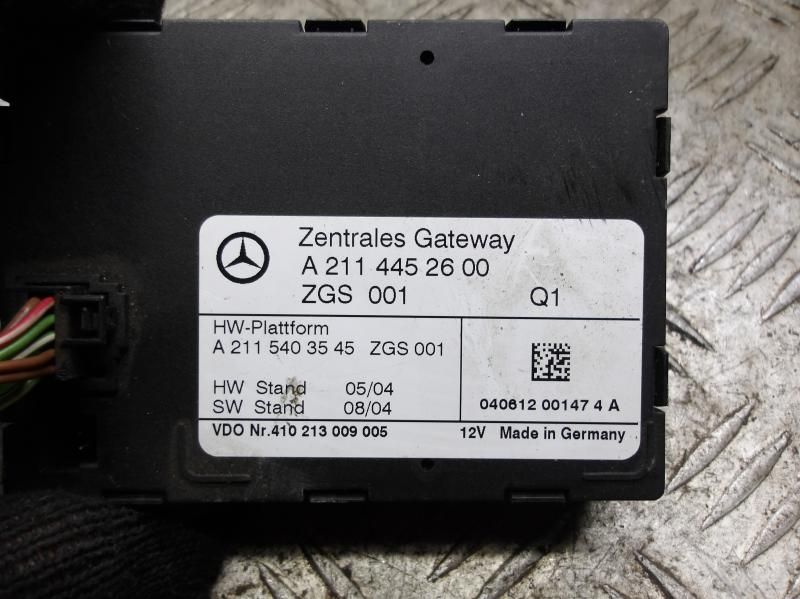 Zentrales Gateway
A 211 445 26 00
ZGS 001 Q1
HW-Plattform
A 211 540 35 45 ZGS 001
HW Stand 05/04
SW Stand 08/04
040612 00147 4 A
VDO Nr.410 213 009 005 12V Made in Germany